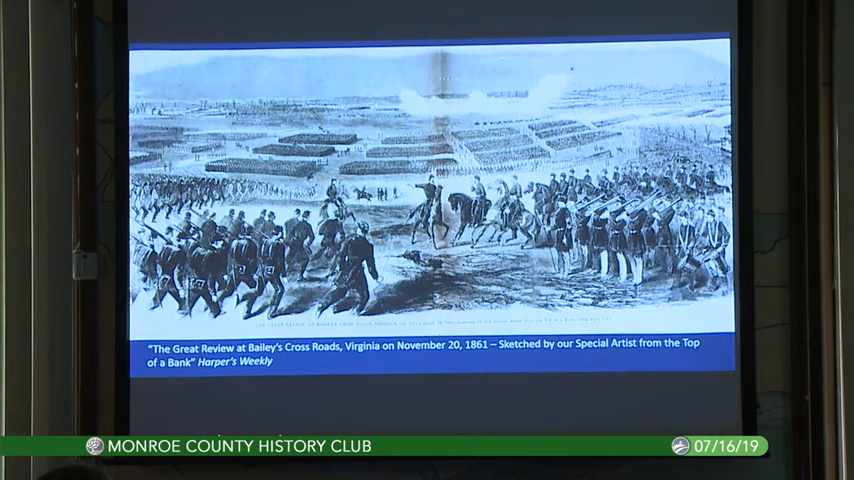 "The Great Review at Bailey's Cross Roads, Virginia on November 20, 1861 – Sketched by our Special Artist from the Top
of a Bank" Harper's Weekly
MONROE COUNTY HISTORY CLUB
07/16/19